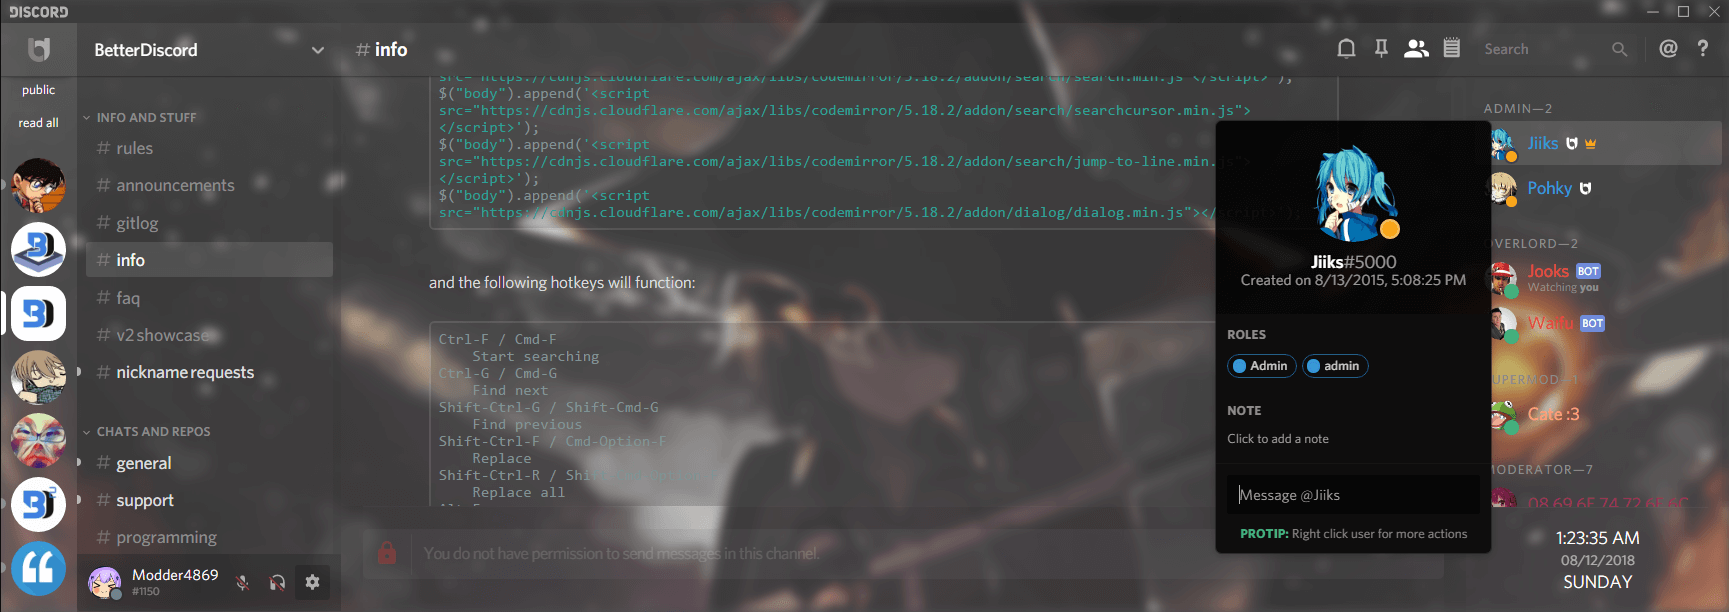 DISCORD
BetterDiscord
# info
Search
@ ?
public
read all
INFO AND STUFF
# rules
# announcements
# gitlog
# info
# faq
# v2 showcase
# nickname requests
CHATS AND REPOS
# general
# support
# programming
Modder4869
#1150
src="https://cdnjs.cloudflare.com/ajax/libs/codemirror/5.18.2/addon/search/search.min.js"></script>');
$("body").append('<script
src="https://cdnjs.cloudflare.com/ajax/libs/codemirror/5.18.2/addon/search/searchcursor.min.js">
</script>');
$("body").append('<script
src="https://cdnjs.cloudflare.com/ajax/libs/codemirror/5.18.2/addon/search/jump-to-line.min.js">
</script>');
$("body").append('<script
src="https://cdnjs.cloudflare.com/ajax/libs/codemirror/5.18.2/addon/dialog/dialog.min.js"></script>');
and the following hotkeys will function:
Ctrl-F / Cmd-F
Start searching
Ctrl-G / Cmd-G
Find next
Shift-Ctrl-G / Shift-Cmd-G
Find previous
Shift-Ctrl-F / Cmd-Option-F
Replace
Shift-Ctrl-R / Shift-Cmd-Option-F
Replace all
You do not have permission to send messages in this channel.
Jiiks#5000
Created on 8/13/2015, 5:08:25 PM
ROLES
Admin
admin
NOTE
Click to add a note
Message @Jiiks
PROTIP: Right click user for more actions
ADMIN—2
Jiiks
Pohky
OVERLORD—2
Jooks BOT
Watching you
Waifu BOT
SUPERMOD—1
Cate :3
MODERATOR—7
1:23:35 AM
08/12/2018
SUNDAY